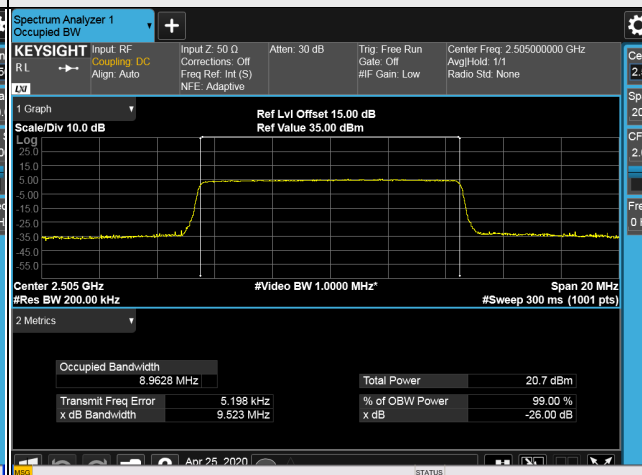 Spectrum Analyzer 1
Occupied BW
KEYSIGHT
R L
LXI
Input: RF
Coupling: DC
Align: Auto
Input Z: 50 Ω
Corrections: Off
Freq Ref: Int (S)
NFE: Adaptive
Atten: 30 dB
Trig: Free Run
Gate: Off
#IF Gain: Low
Center Freq: 2.505000000 GHz
Avg|Hold: 1/1
Radio Std: None
1 Graph
Scale/Div 10.0 dB
Ref Lvl Offset 15.00 dB
Ref Value 35.00 dBm
Log
25.0
15.0
5.00
-5.00
-15.0
-25.0
-35.0
-45.0
-55.0
Center 2.505 GHz
#Res BW 200.00 kHz
#Video BW 1.0000 MHz*
Span 20 MHz
#Sweep 300 ms (1001 pts)
2 Metrics
Occupied Bandwidth
8.9628 MHz
Transmit Freq Error 5.198 kHz
x dB Bandwidth 9.523 MHz
Total Power 20.7 dBm
% of OBW Power 99.00 %
x dB -26.00 dB
Apr 25, 2020
MSG
STATUS